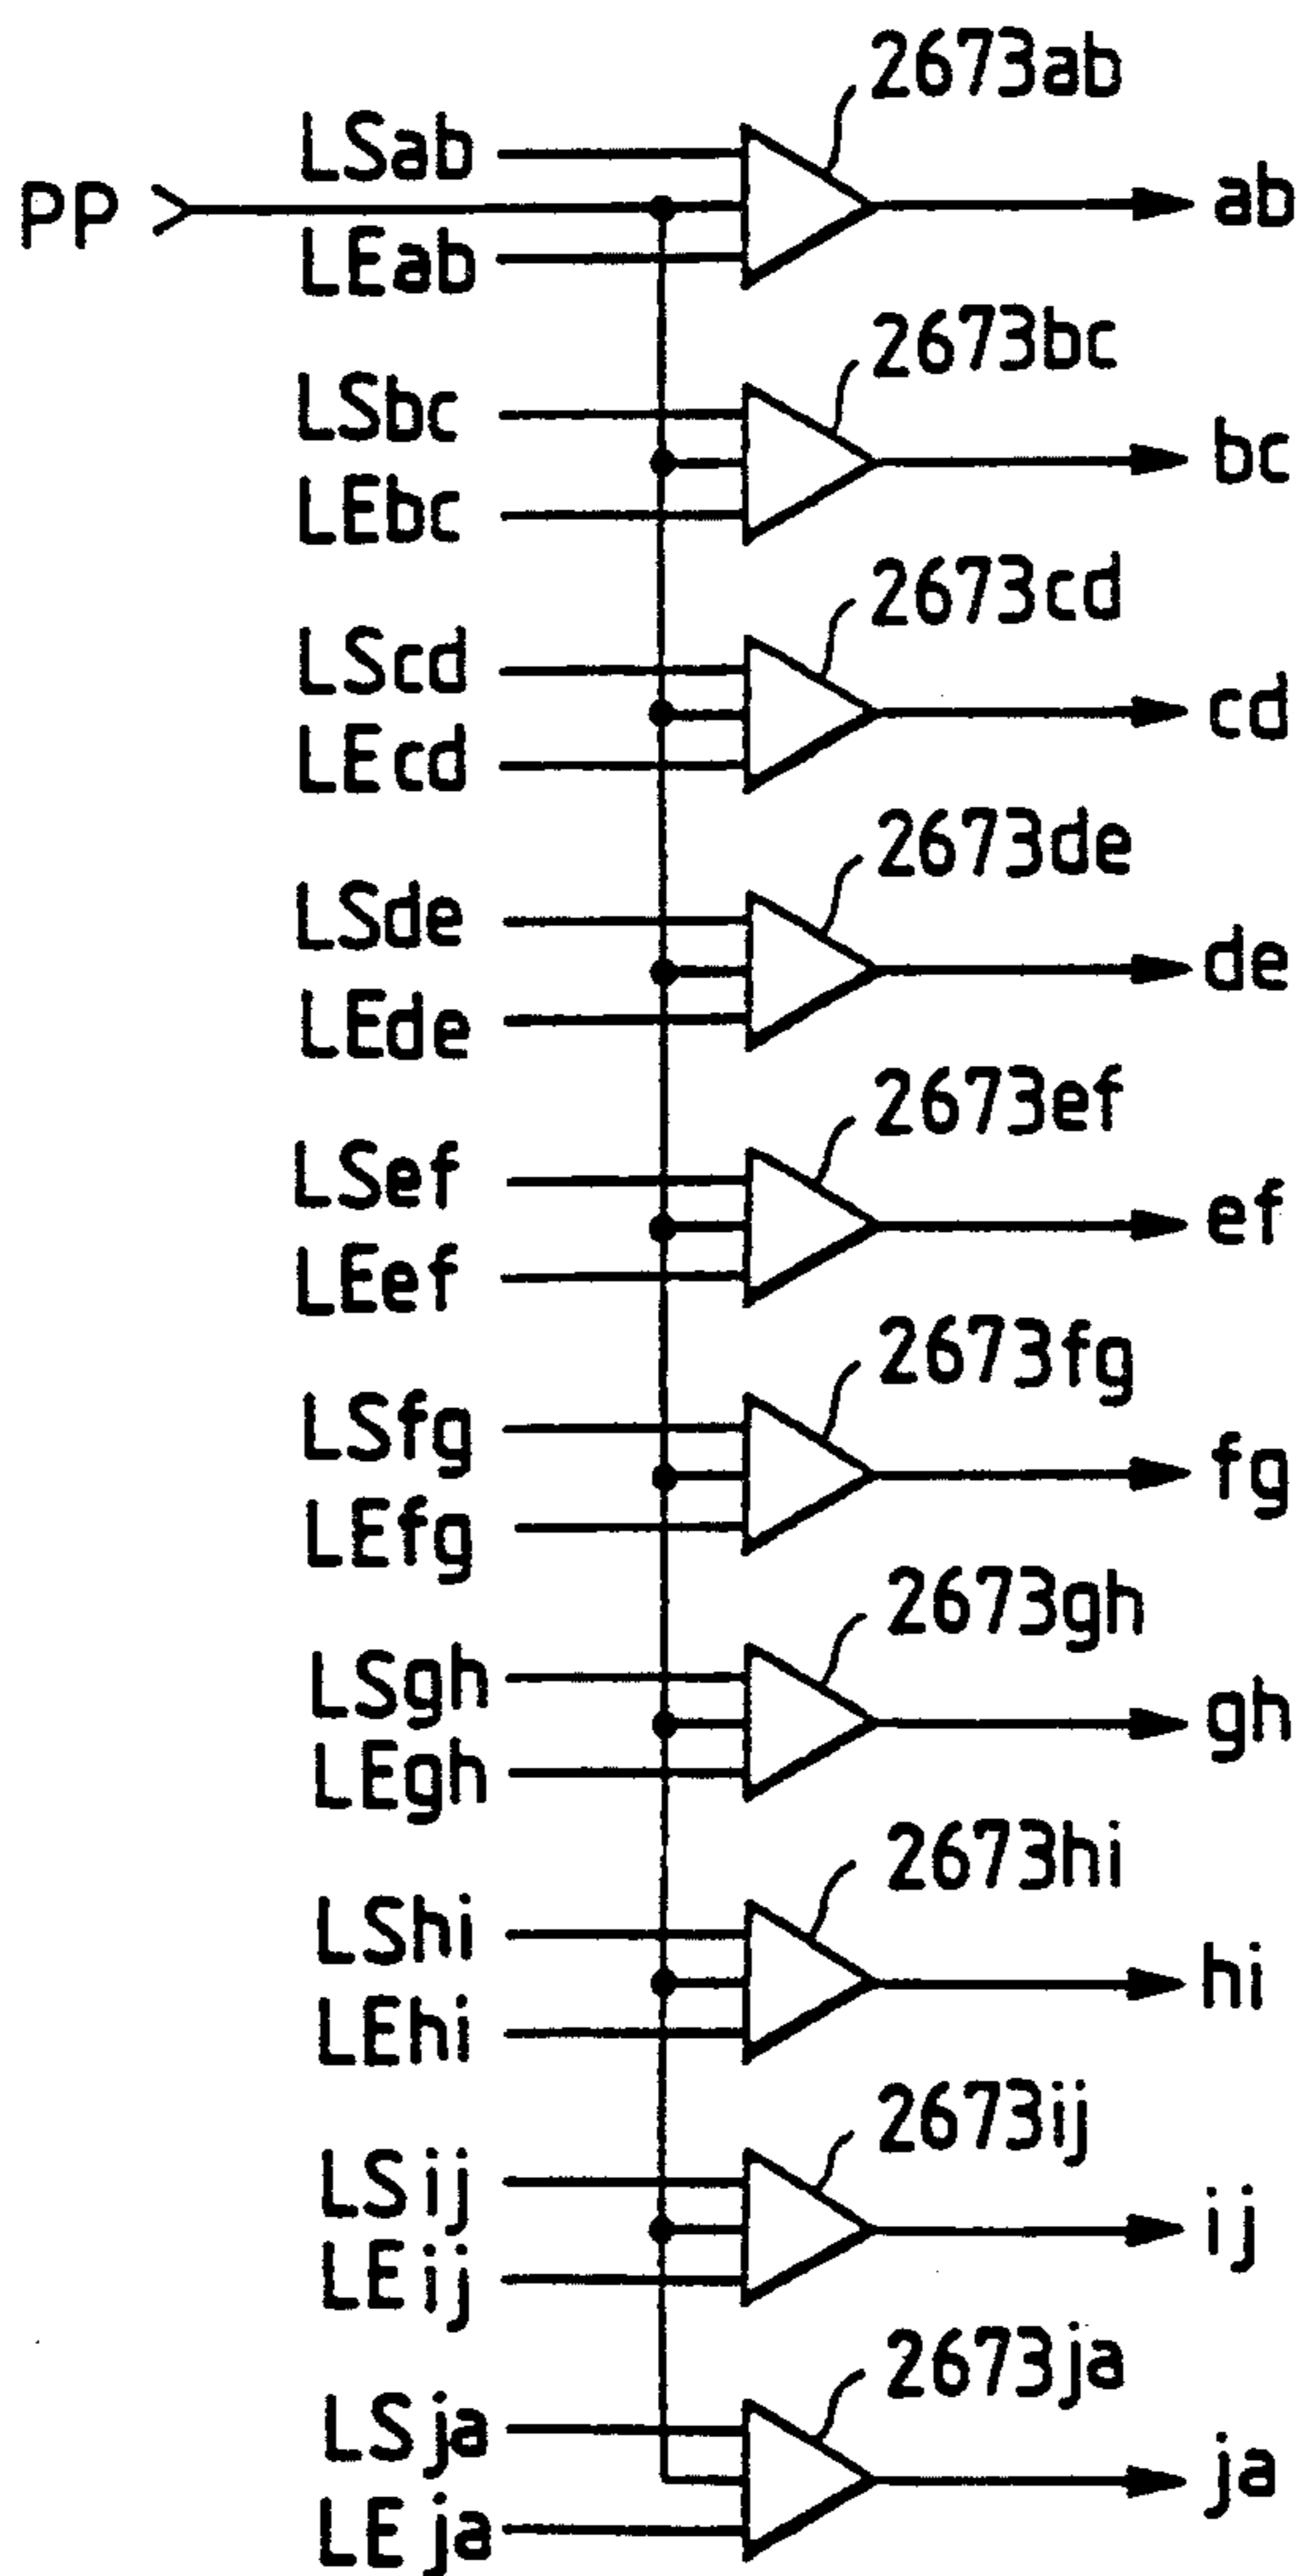 2673ab
LSab
PP
ab
LEab
2673bc
LSbc
bc
LEbc
2673cd
LScd
cd
LEcd
2673de
LSde
de
LEde
2673ef
LSef
ef
LEef
2673fg
LSfg
fg
LEfg
2673gh
LSgh
gh
LEgh
2673hi
LShi
hi
LEhi
2673ij
LSij
ij
LEij
2673ja
LSja
ja
LEja